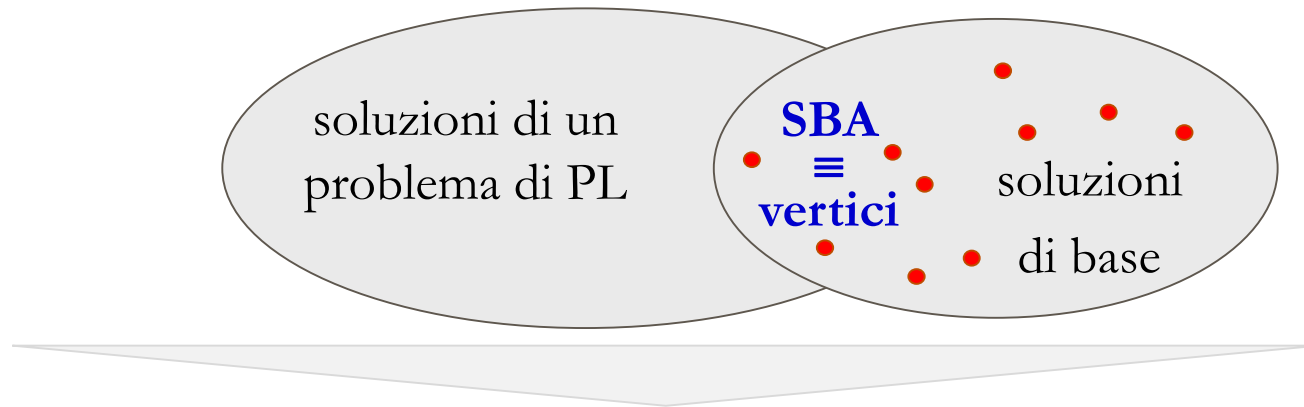 soluzioni di un
problema di PL
SBA
≡
vertici
soluzioni
di base